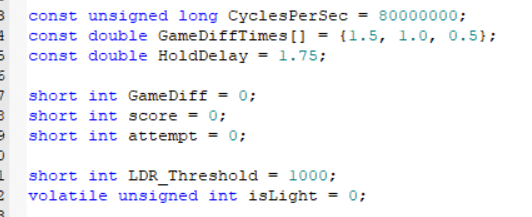 const unsigned long CyclesPerSec = 80000000;
const double GameDiffTimes[] = {1.5, 1.0, 0.5};
const double HoldDelay = 1.75;
short int GameDiff = 0;
short int score = 0;
short int attempt = 0;
short int LDR_Threshold = 1000;
volatile unsigned int isLight = 0;